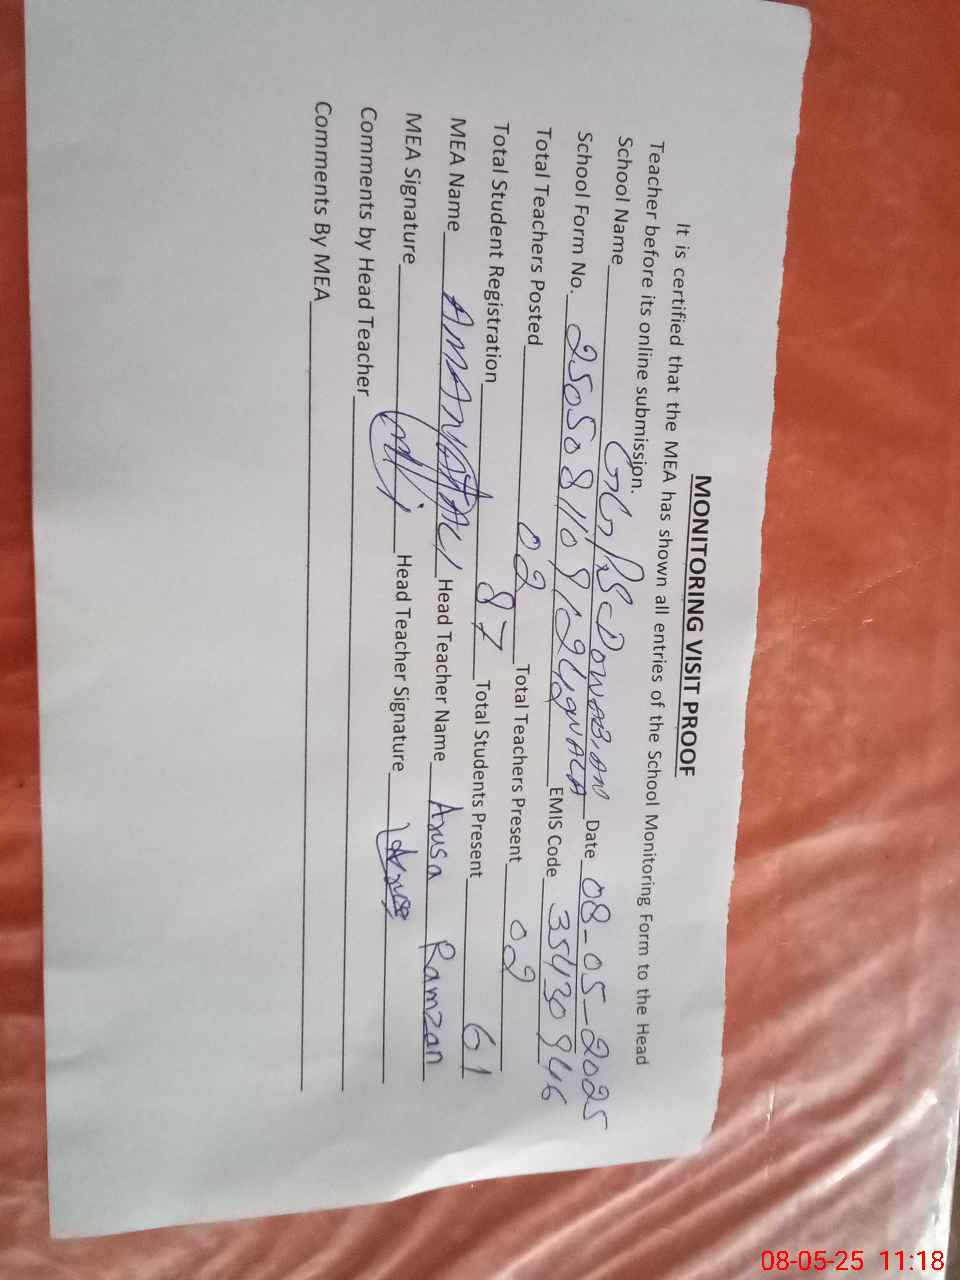 MONITORING VISIT PROOF
It is certified that the MEA has shown all entries of the School Monitoring Form to the Head
Teacher before its online submission.
School Name Date 08-05-2025
School Form No. EMIS Code 35430946
Total Teachers Posted 02 Total Teachers Present 02
Total Student Registration 87 Total Students Present 61
MEA Name AMANAT ALI Head Teacher Name Arusa Ramzan
MEA Signature Head Teacher Signature
Comments by Head Teacher
Comments By MEA
08-05-25 11:18